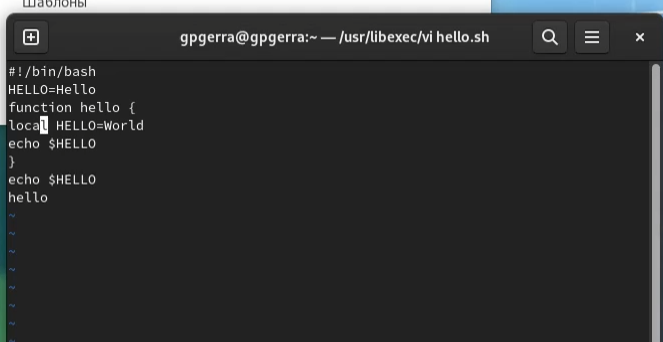 Шаблоны
gpgerra@gpgerra:~ — /usr/libexec/vi hello.sh
#!/bin/bash
HELLO=Hello
function hello {
local HELLO=World
echo $HELLO
}
echo $HELLO
hello
~
~
~
~
~
~
~
~